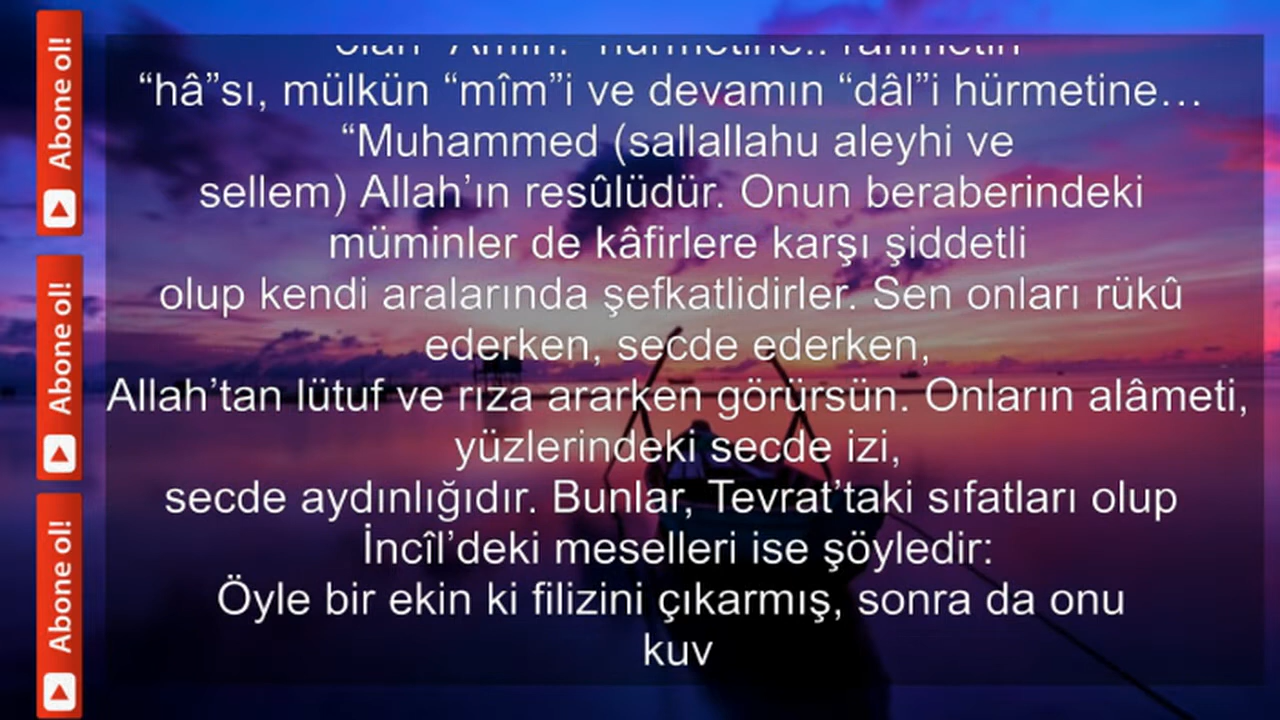 “hâ”sı, mülkün “mîm”i ve devamın “dâl”i hürmetine…
“Muhammed (sallallahu aleyhi ve
sellem) Allah’ın resûlüdür. Onun beraberindeki
müminler de kâfirlere karşı şiddetli
olup kendi aralarında şefkatlidirler. Sen onları rükû
ederken, secde ederken,
Allah’tan lütuf ve rıza ararken görürsün. Onların alâmeti,
yüzlerindeki secde izi,
secde aydınlığıdır. Bunlar, Tevrat’taki sıfatları olup
İncîl’deki meselleri ise şöyledir:
Öyle bir ekin ki filizini çıkarmış, sonra da onu
kuv
Abone ol!
Abone ol!
Abone ol!